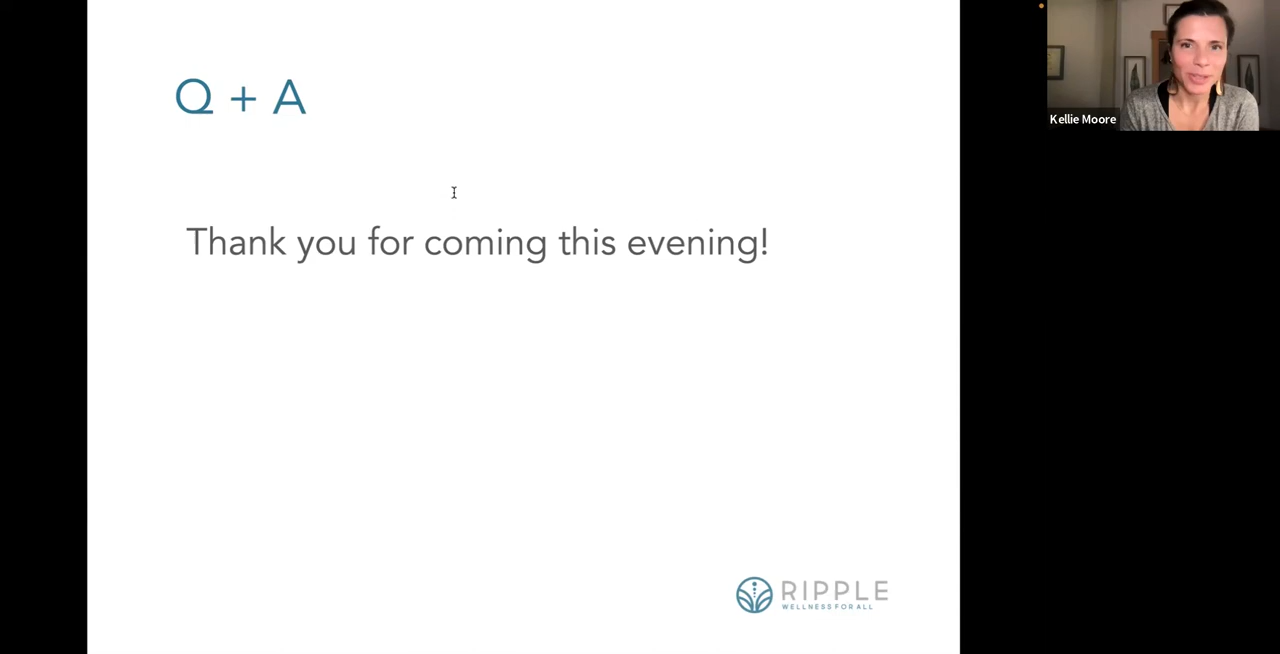 Q + A
Kellie Moore
Thank you for coming this evening!
RIPPLE
WELLNESS FOR ALL